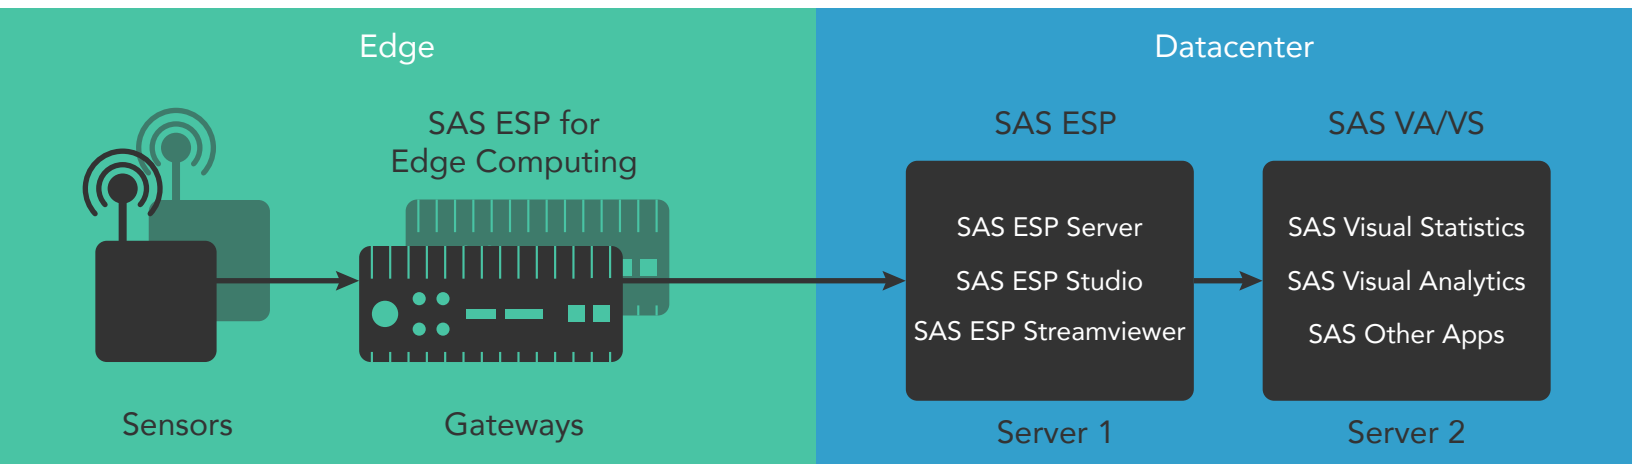 Edge
Datacenter
SAS ESP for
Edge Computing
SAS ESP
SAS VA/VS
SAS ESP Server
SAS ESP Studio
SAS ESP Streamviewer
SAS Visual Statistics
SAS Visual Analytics
SAS Other Apps
Sensors
Gateways
Server 1
Server 2